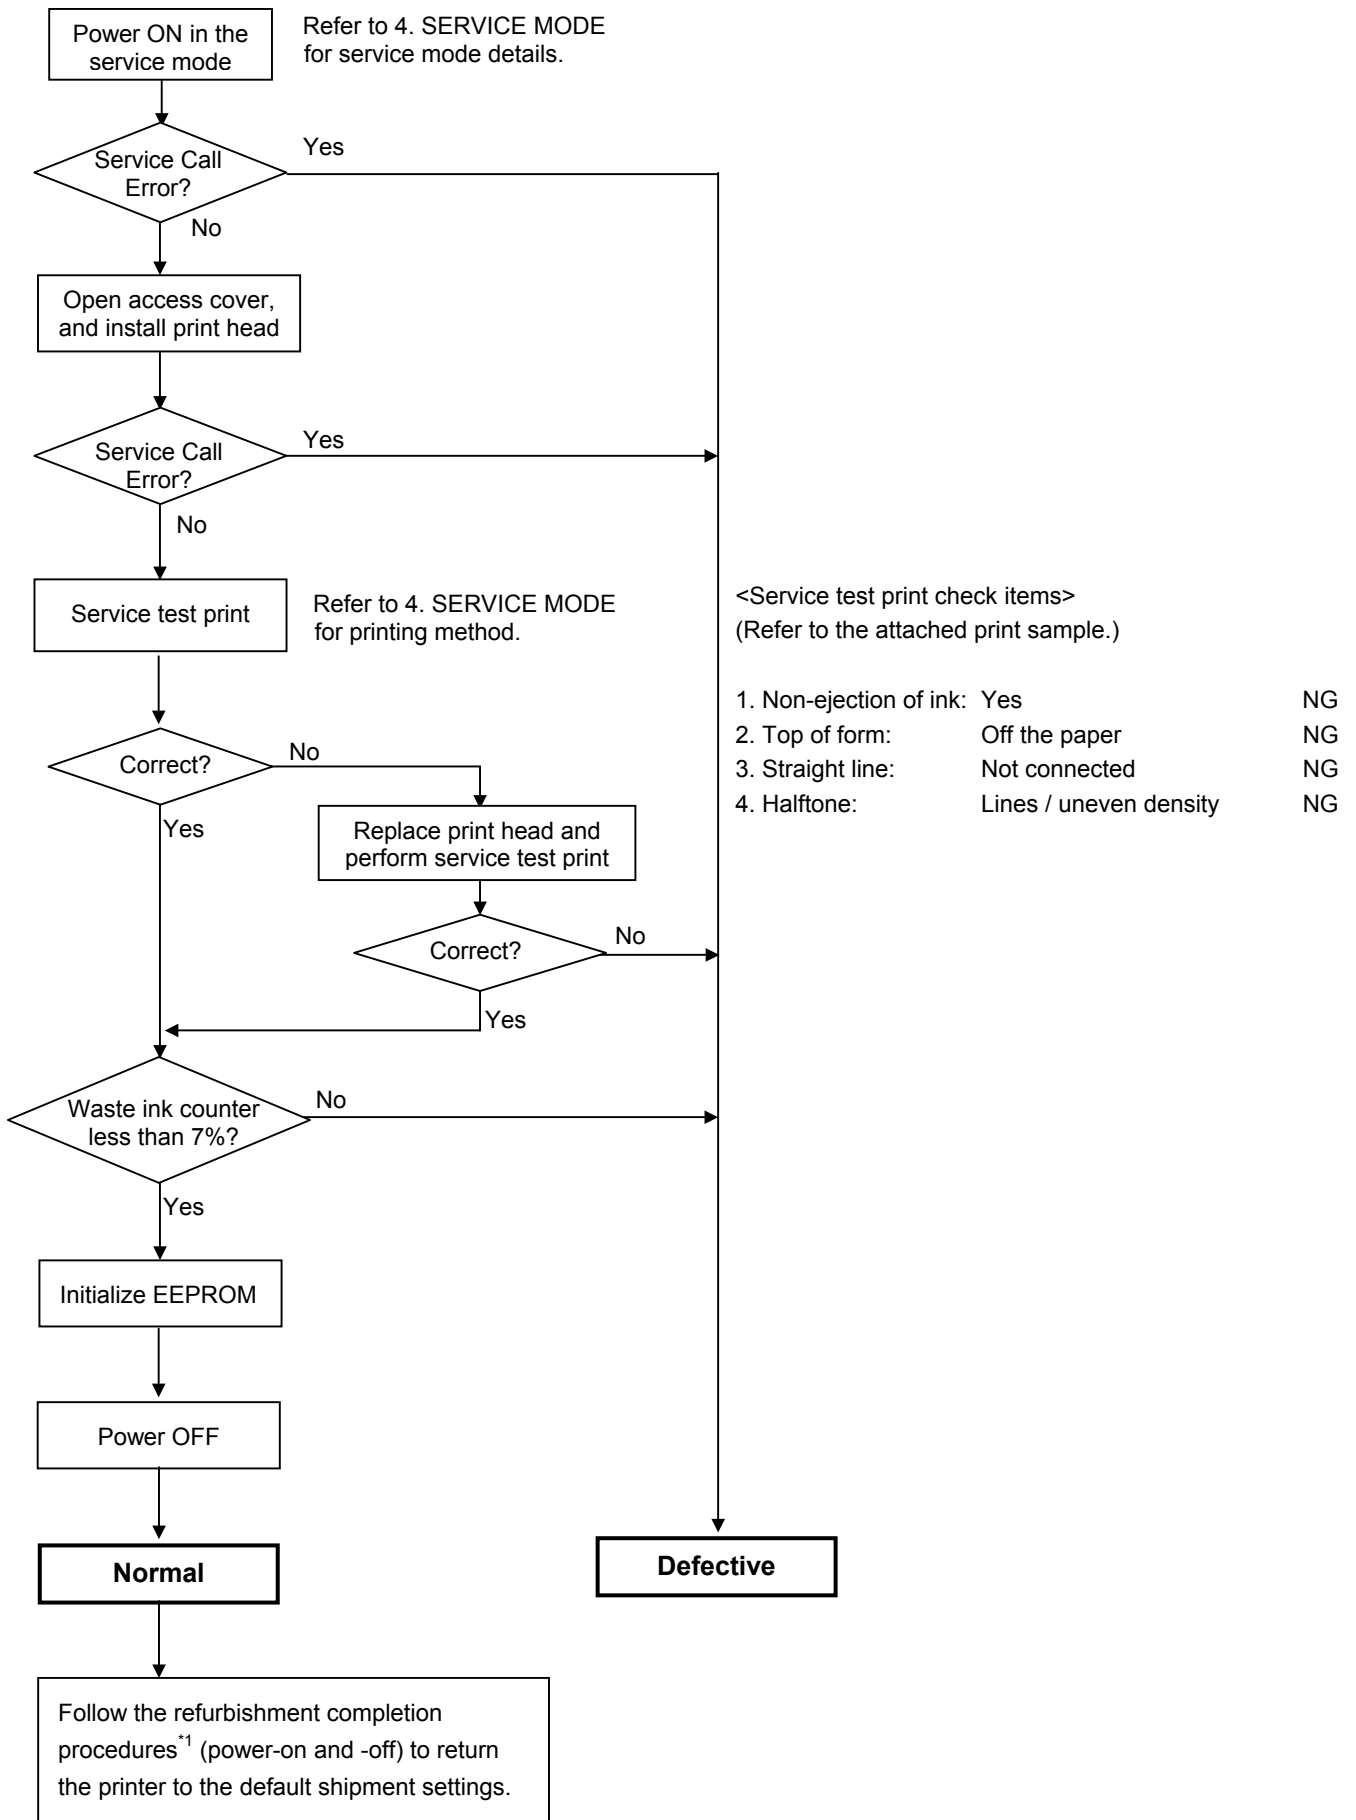 Power ON in the
service mode
Refer to 4. SERVICE MODE
for service mode details.
Service Call
Error?
Yes
No
Open access cover,
and install print head
Service Call
Error?
Yes
No
Service test print
Refer to 4. SERVICE MODE
for printing method.
<Service test print check items>
(Refer to the attached print sample.)
1. Non-ejection of ink: Yes NG
2. Top of form: Off the paper NG
3. Straight line: Not connected NG
4. Halftone: Lines / uneven density NG
Correct?
No
Yes
Replace print head and
perform service test print
Correct?
No
Yes
Waste ink counter
less than 7%?
No
Yes
Initialize EEPROM
Power OFF
Normal
Defective
Follow the refurbishment completion
procedures*1 (power-on and -off) to return
the printer to the default shipment settings.